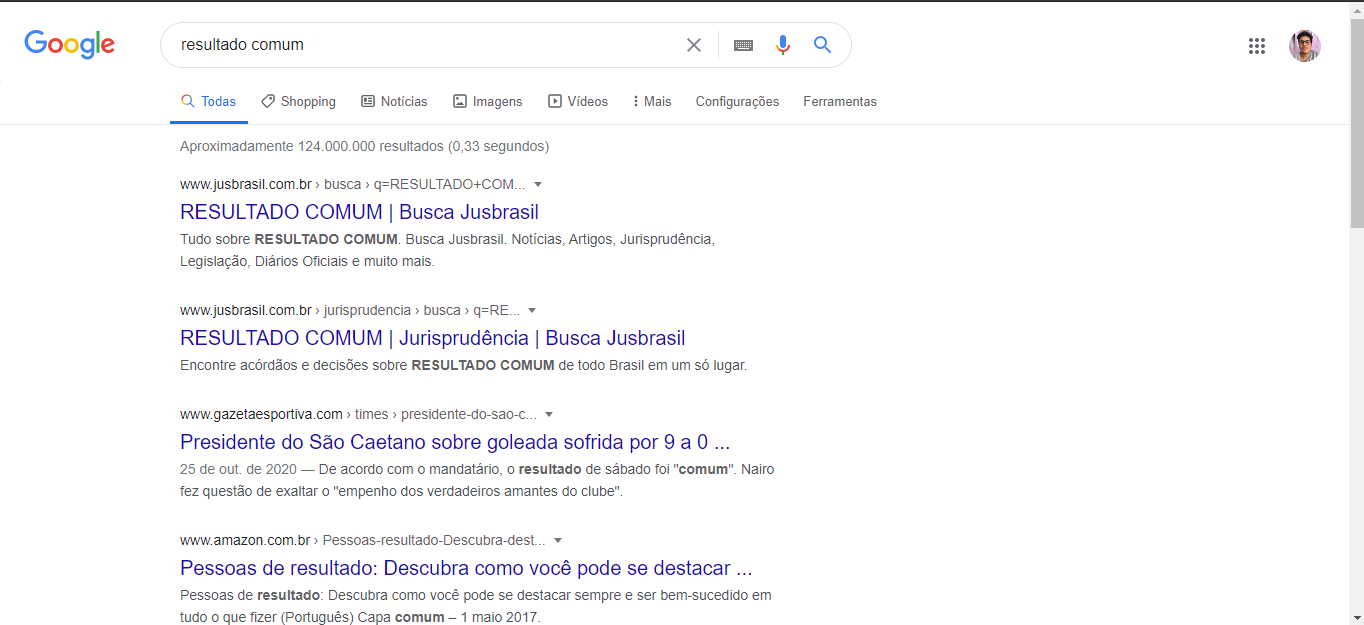 Google
resultado comum
Todas Shopping Notícias Imagens Vídeos Mais Configurações Ferramentas
Aproximadamente 124.000.000 resultados (0,33 segundos)
www.jusbrasil.com.br › busca › q=RESULTADO+COM...
RESULTADO COMUM | Busca Jusbrasil
Tudo sobre RESULTADO COMUM. Busca Jusbrasil. Notícias, Artigos, Jurisprudência,
Legislação, Diários Oficiais e muito mais.
www.jusbrasil.com.br › jurisprudencia › busca › q=RE...
RESULTADO COMUM | Jurisprudência | Busca Jusbrasil
Encontre acórdãos e decisões sobre RESULTADO COMUM de todo Brasil em um só lugar.
www.gazetaesportiva.com › times › presidente-do-sao-c...
Presidente do São Caetano sobre goleada sofrida por 9 a 0 ...
25 de out. de 2020 — De acordo com o mandatário, o resultado de sábado foi "comum". Nairo
fez questão de exaltar o "empenho dos verdadeiros amantes do clube".
www.amazon.com.br › Pessoas-resultado-Descubra-dest...
Pessoas de resultado: Descubra como você pode se destacar ...
Pessoas de resultado: Descubra como você pode se destacar sempre e ser bem-sucedido em
tudo o que fizer (Português) Capa comum – 1 maio 2017.